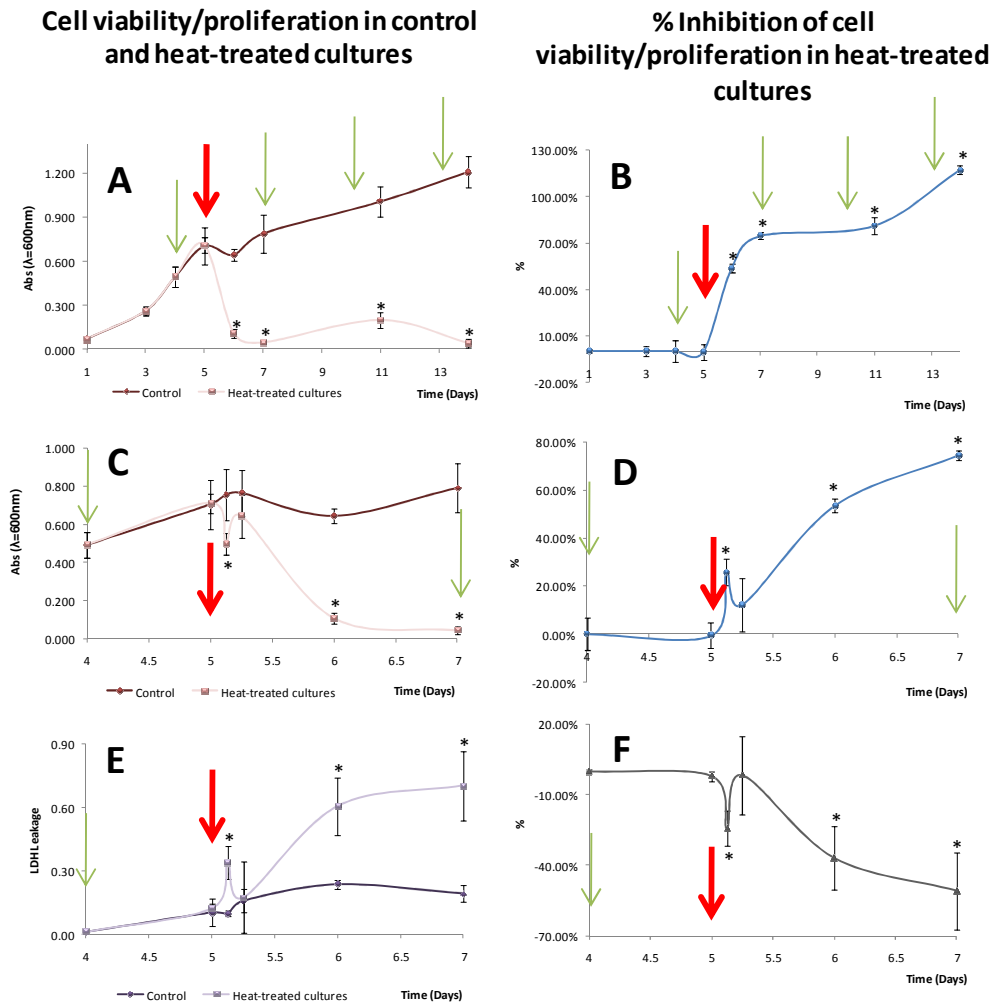 Cell viability/proliferation in control
and heat-treated cultures
% Inhibition of cell
viability/proliferation in heat-treated
cultures
A
Abs (λ=600nm)
1.200
0.900
0.600
0.300
0.000
* * * *
1 3 5 7 9 11 13
Control Heat-treated cultures Time (Days)
B
%
130.00%
100.00%
70.00%
40.00%
10.00%
-20.00%
* * * *
1 3 5 7 9 11 13
Time (Days)
C
Abs (λ=600nm)
1.000
0.800
0.600
0.400
0.200
0.000
* * *
4 4.5 5 5.5 6 6.5 7
Control Heat-treated cultures Time (Days)
D
%
80.00%
60.00%
40.00%
20.00%
0.00%
-20.00%
* * *
4 4.5 5 5.5 6 6.5 7
Time (Days)
E
LDH Leakage
0.90
0.60
0.30
0.00
* * *
4 4.5 5 5.5 6 6.5 7
Control Heat-treated cultures Time (Days)
F
%
20.00%
-10.00%
-40.00%
-70.00%
* * *
4 4.5 5 5.5 6 6.5 7
Time (Days)